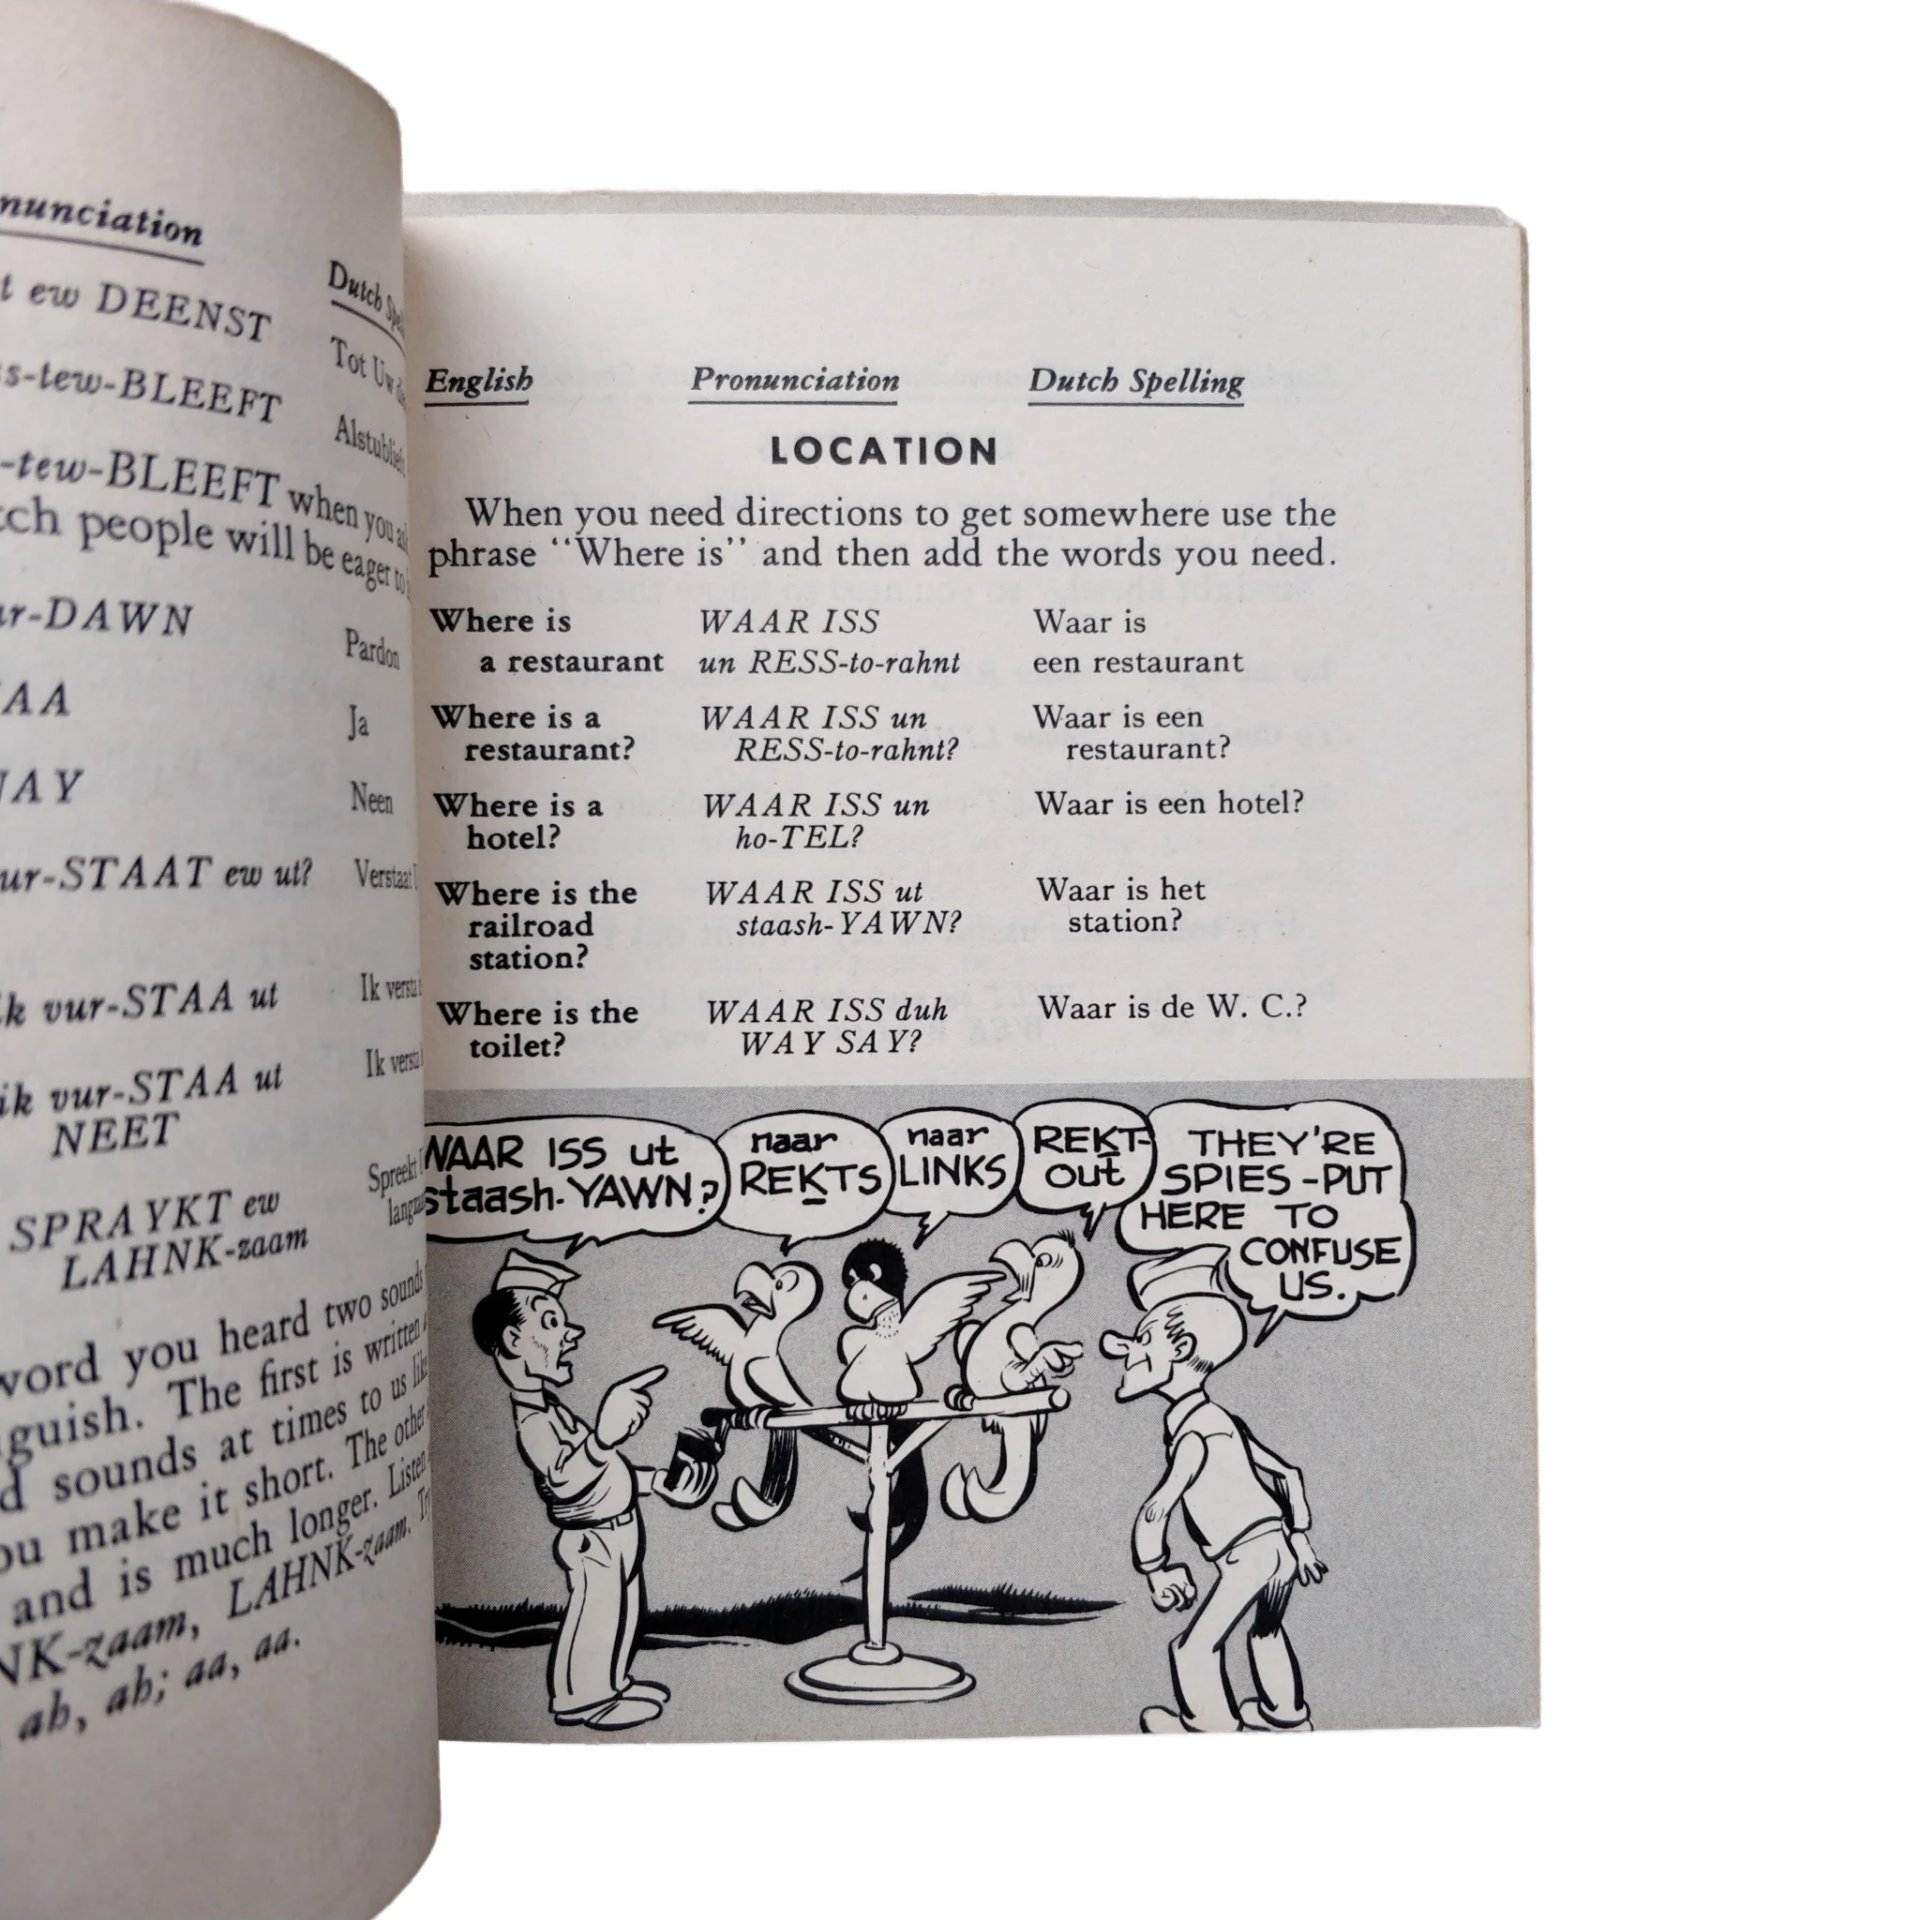 nunciation
Dutch
t ew DEENST
Tot
s-tew-BLEEFT
-tew-BLEEFT when you
tch people will be eager to
ur-DAWN
Pardon
AA
Ja
NAY
Neen
ur-STAAT ew ut?
Verstaat
ik vur-STAA ut
Ik
ik vur-STAA ut
Ik
NEET
SPRAYKT ew
Spreekt
LAHNK-zaam
word you heard two sounds
guish. The first is written
d sounds at times to us
ou make it short. The other
and is much longer. Listen
NK-zaam, LAHNK-zaam.
ah, ah; aa, aa.
English Pronunciation Dutch Spelling
LOCATION
When you need directions to get somewhere use the
phrase "Where is" and then add the words you need.
Where is WAAR ISS Waar is
a restaurant un RESS-to-rahnt een restaurant
Where is a WAAR ISS un Waar is een
restaurant? RESS-to-rahnt? restaurant?
Where is a WAAR ISS un Waar is een hotel?
hotel? ho-TEL?
Where is the WAAR ISS ut Waar is het
railroad staash-YAWN? station?
station?
Where is the WAAR ISS duh Waar is de W. C.?
toilet? WAY SAY?
WAAR ISS ut
staash-YAWN?
naar
REKTS
naar
LINKS
REKT-
out
THEY'RE
SPIES-PUT
HERE TO
CONFUSE
US.